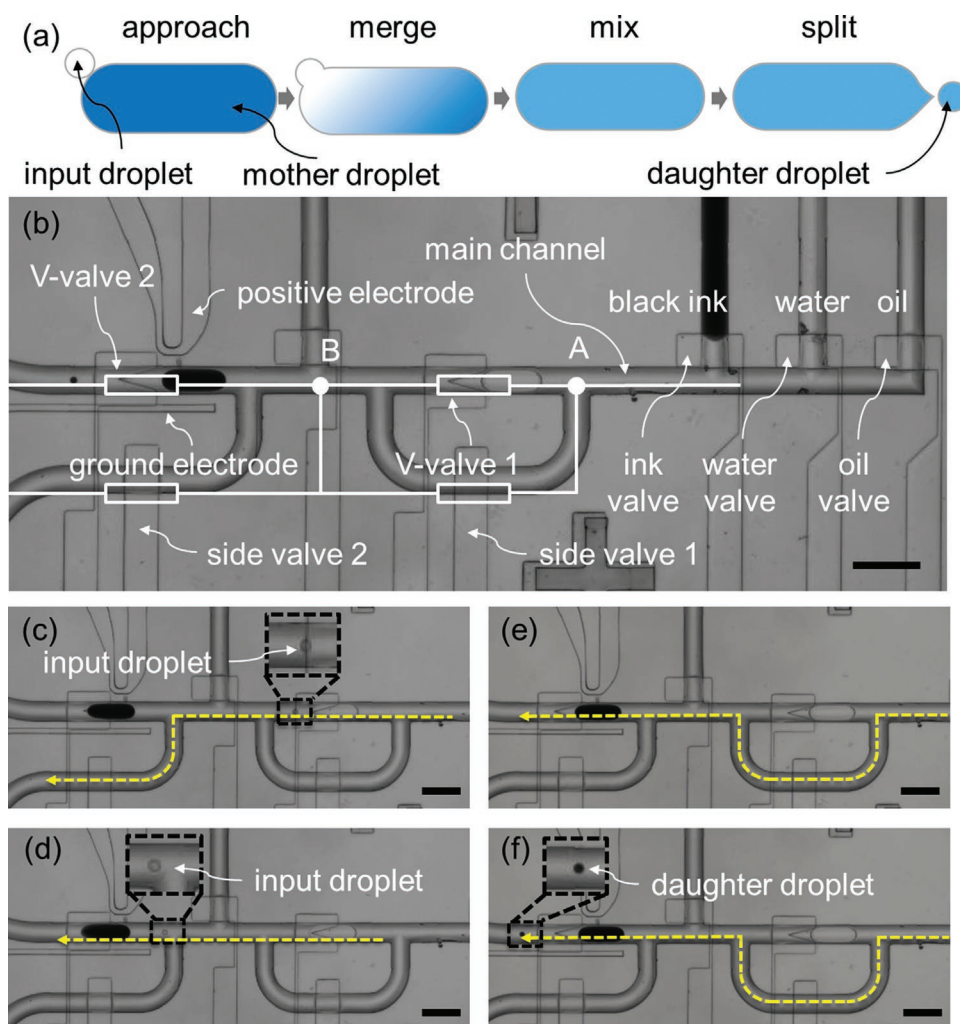 (a)
approach
merge
mix
split
input droplet
mother droplet
daughter droplet
(b)
V-valve 2
positive electrode
main channel
black ink
water
oil
B
A
ground electrode
V-valve 1
ink valve
water valve
oil valve
side valve 2
side valve 1
(c)
input droplet
(e)
(d)
input droplet
(f)
daughter droplet